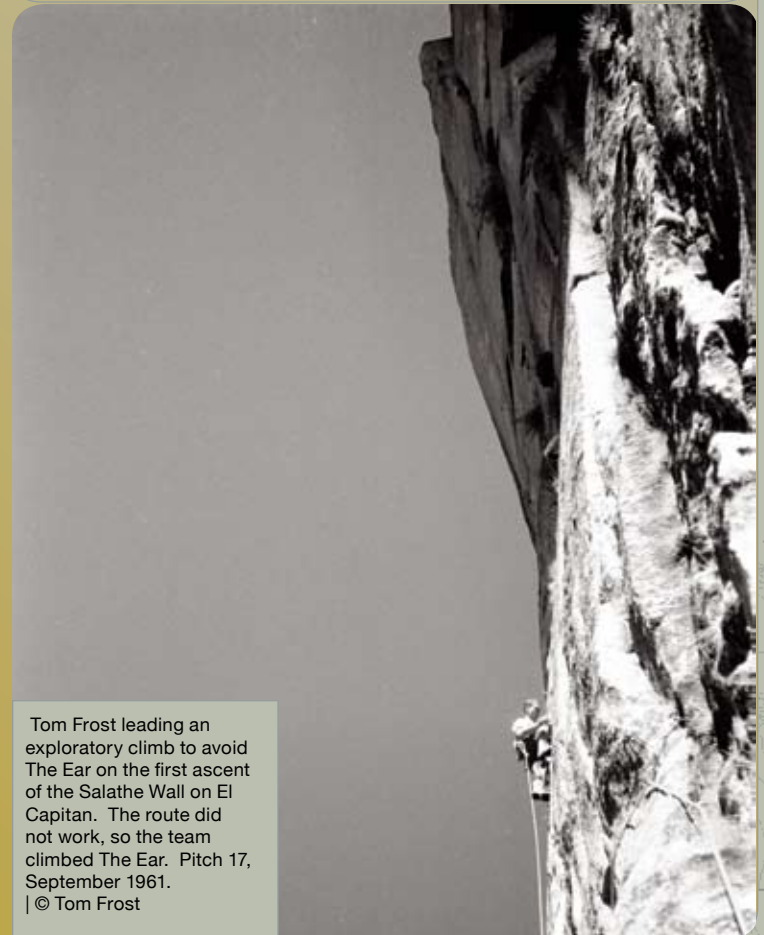 Tom Frost leading an
exploratory climb to avoid
The Ear on the first ascent
of the Salathe Wall on El
Capitan.  The route did
not work, so the team
climbed The Ear.  Pitch 17,
September 1961.
| © Tom Frost